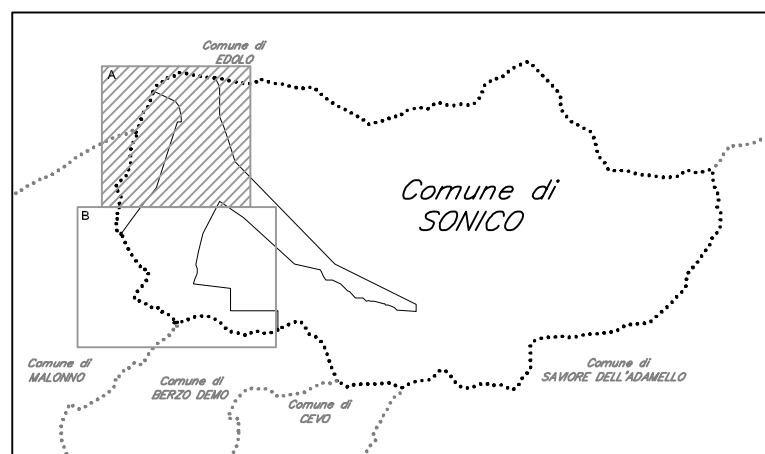 Comune di
EDOLO
A
Comune di
SONICO
B
Comune di
MALONNO
Comune di
BERZO DEMO
Comune di
CEVO
Comune di
SAVIORE DELL'ADAMELLO